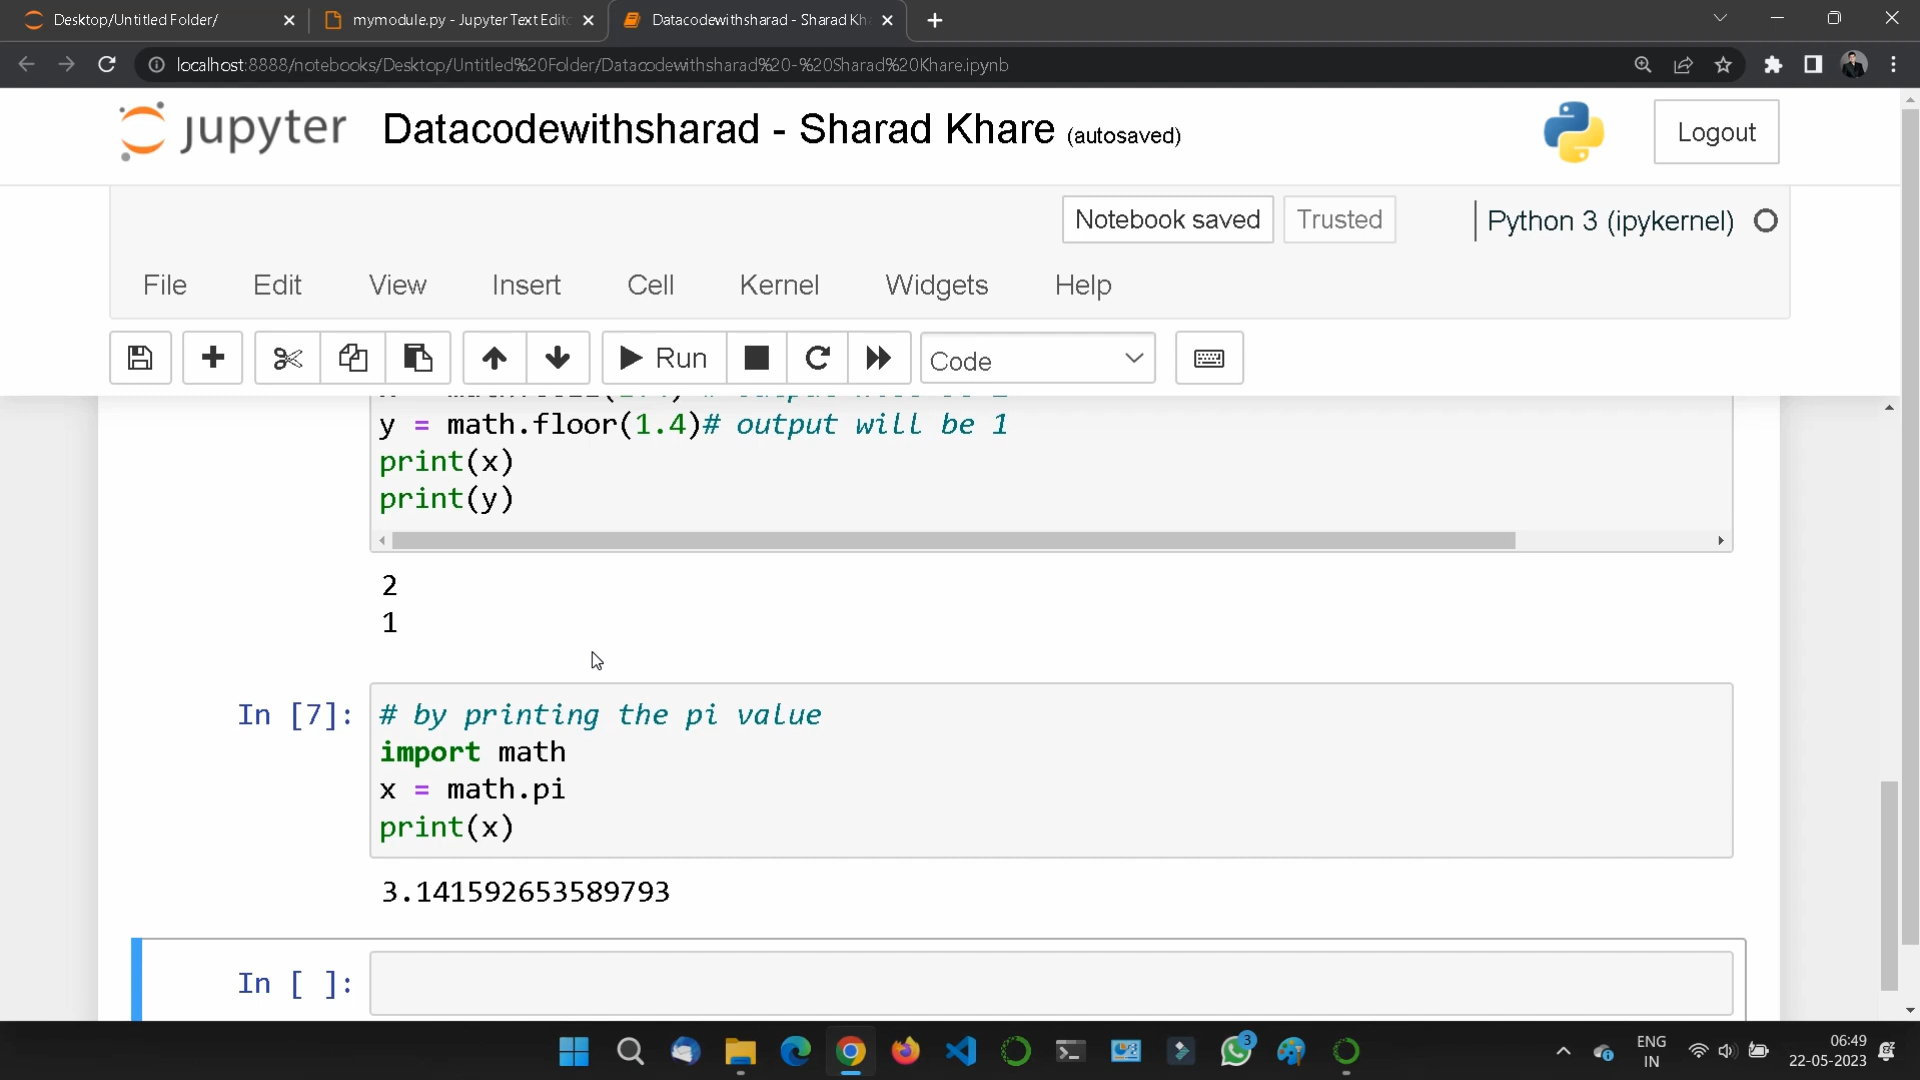 Desktop/Untitled Folder/
mymodule.py - Jupyter Text Edito
Datacodewithsharad - Sharad Kh
localhost:8888/notebooks/Desktop/Untitled%20Folder/Datacodewithsharad%20-%20Sharad%20Khare.ipynb
jupyter
Datacodewithsharad - Sharad Khare (autosaved)
Logout
Notebook saved
Trusted
Python 3 (ipykernel)
File Edit View Insert Cell Kernel Widgets Help
Run
Code
y = math.floor(1.4)# output will be 1
print(x)
print(y)
2
1
In [7]:
# by printing the pi value
import math
x = math.pi
print(x)
3.141592653589793
In [ ]:
3
ENG
IN
06:49
22-05-2023